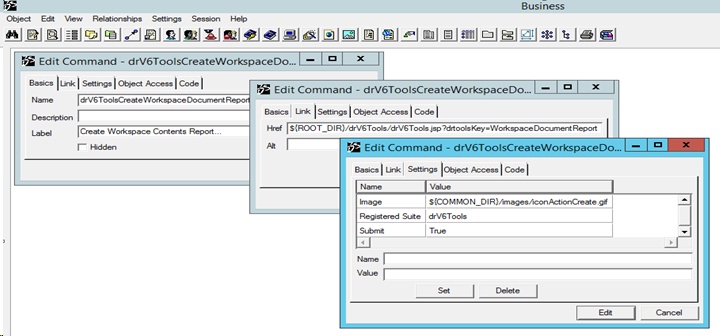 Business
Object Edit View Relationships Settings Session Help
Edit Command - drV6ToolsCreateWorkspaceDo...
Basics Link Settings Object Access Code
Name drV6ToolsCreateWorkspaceDocumentReport
Description
Label Create Workspace Contents Report...
Hidden
Edit Command - drV6ToolsCreateWorkspaceDo...
Basics Link Settings Object Access Code
Href ${ROOT_DIR}/drV6Tools/drV6Tools.jsp?drtoolsKey=WorkspaceDocumentReport
Alt
Edit Command - drV6ToolsCreateWorkspaceDo...
Basics Link Settings Object Access Code
Name Value
Image ${COMMON_DIR}/images/iconActionCreate.gif
Registered Suite drV6Tools
Submit True
Name
Value
Set Delete
Edit Cancel